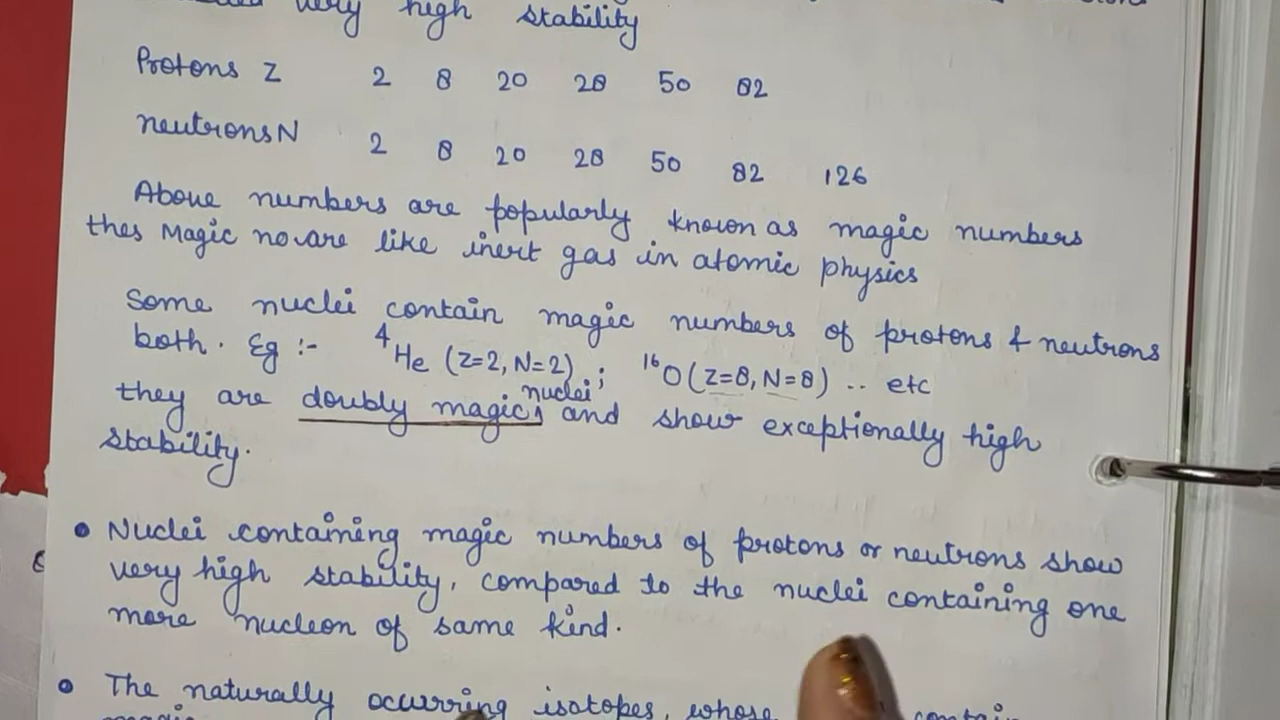 very high stability
Protons Z 2 8 20 28 50 82
neutrons N 2 8 20 28 50 82 126
Above numbers are popularly known as magic numbers
thes Magic no. are like inert gas in atomic physics
Some nuclei contain magic numbers of protons & neutrons
both. Eg :- ⁴He (Z=2, N=2) ; ¹⁶O (Z=8, N=8) .. etc
they are doubly magic nuclei and show exceptionally high
stability.
• Nuclei containing magic numbers of protons or neutrons show
very high stability, compared to the nuclei containing one
more nucleon of same kind.
• The naturally occurring isotopes, whose contain
magic